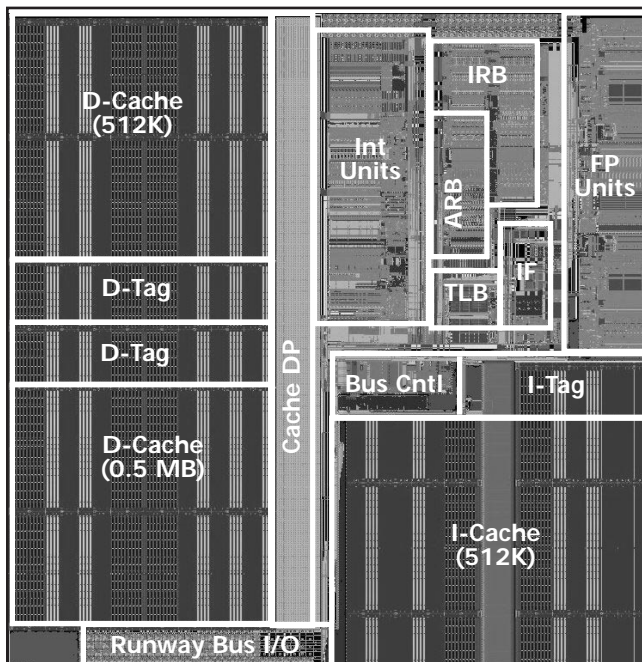 D-Cache
(512K)
D-Tag
D-Tag
D-Cache
(0.5 MB)
Cache DP
Int
Units
IRB
ARB
TLB
IF
FP
Units
Bus Cntl
I-Tag
I-Cache
(512K)
Runway Bus I/O